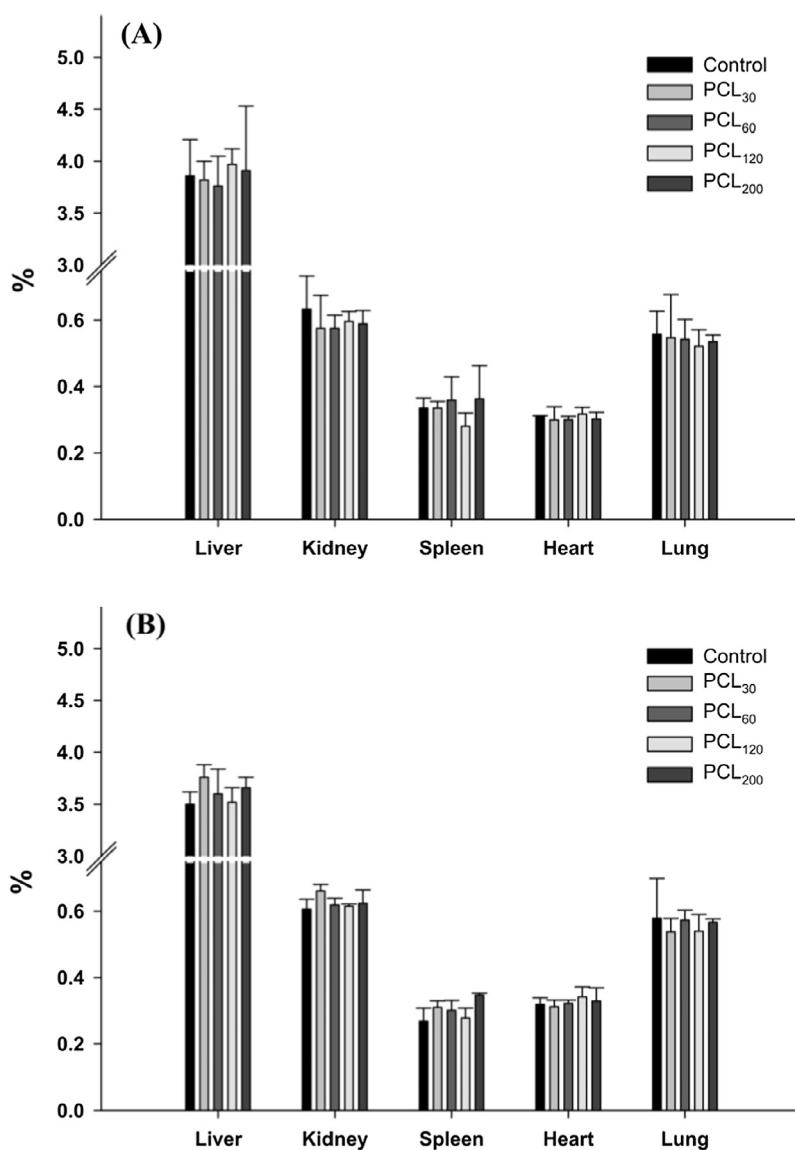 (A)
Control
PCL30
PCL60
PCL120
PCL200
5.0
4.5
4.0
3.5
3.0
0.6
0.4
0.2
0.0
%
Liver Kidney Spleen Heart Lung
(B)
Control
PCL30
PCL60
PCL120
PCL200
5.0
4.5
4.0
3.5
3.0
0.6
0.4
0.2
0.0
%
Liver Kidney Spleen Heart Lung